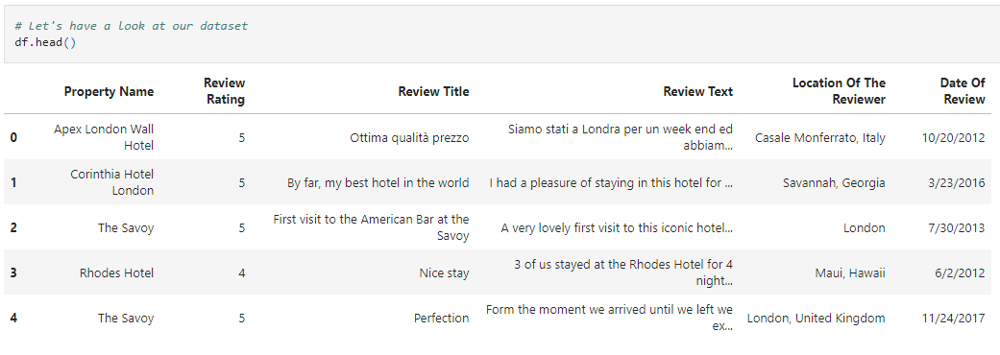 # Let's have a look at our dataset
df.head()
Property Name Review Rating Review Title Review Text Location Of The Reviewer Date Of Review
0 Apex London Wall Hotel 5 Ottima qualità prezzo Siamo stati a Londra per un week end ed abbiam... Casale Monferrato, Italy 10/20/2012
1 Corinthia Hotel London 5 By far, my best hotel in the world I had a pleasure of staying in this hotel for ... Savannah, Georgia 3/23/2016
2 The Savoy 5 First visit to the American Bar at the Savoy A very lovely first visit to this iconic hotel... London 7/30/2013
3 Rhodes Hotel 4 Nice stay 3 of us stayed at the Rhodes Hotel for 4 night... Maui, Hawaii 6/2/2012
4 The Savoy 5 Perfection Form the moment we arrived until we left we ex... London, United Kingdom 11/24/2017